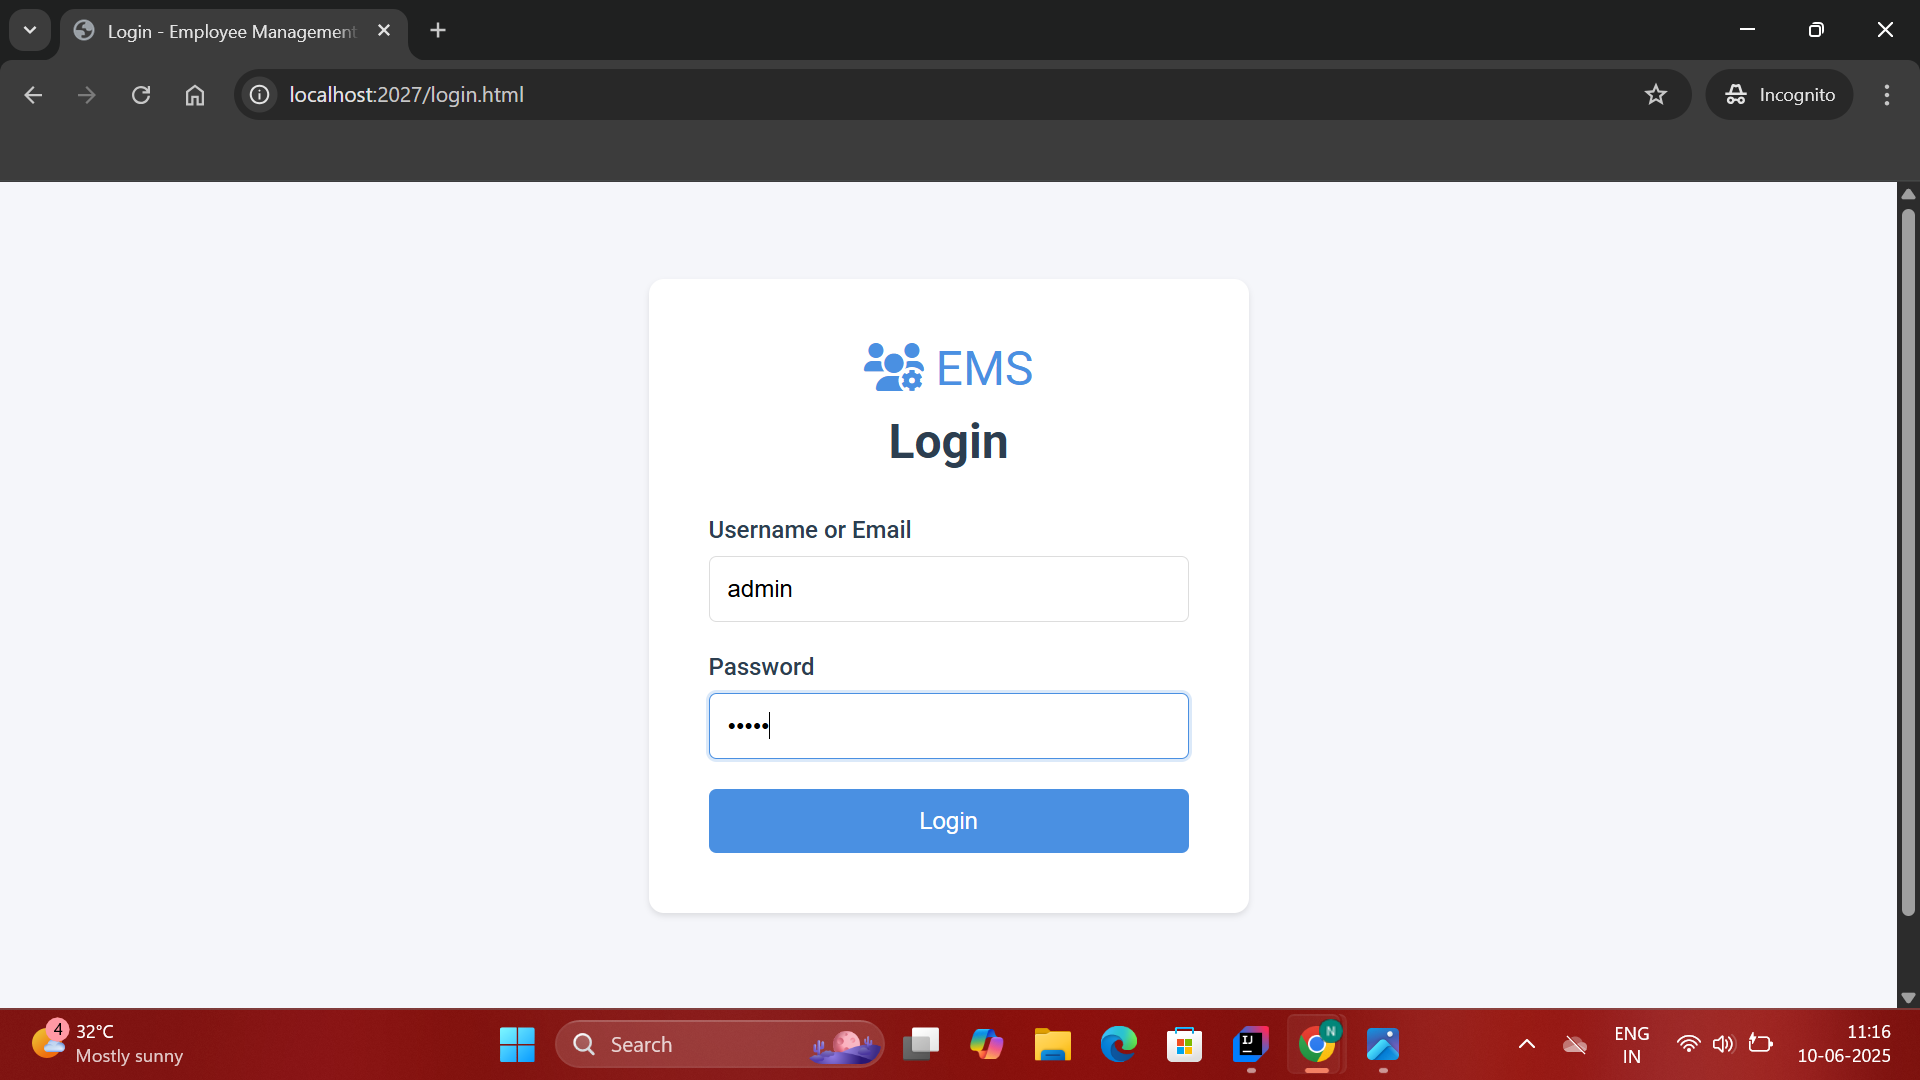 Login - Employee Management
localhost:2027/login.html
Incognito
EMS
Login
Username or Email
admin
Password
•••••
Login
4
32°C
Mostly sunny
Search
IJ
N
ENG
IN
11:16
10-06-2025